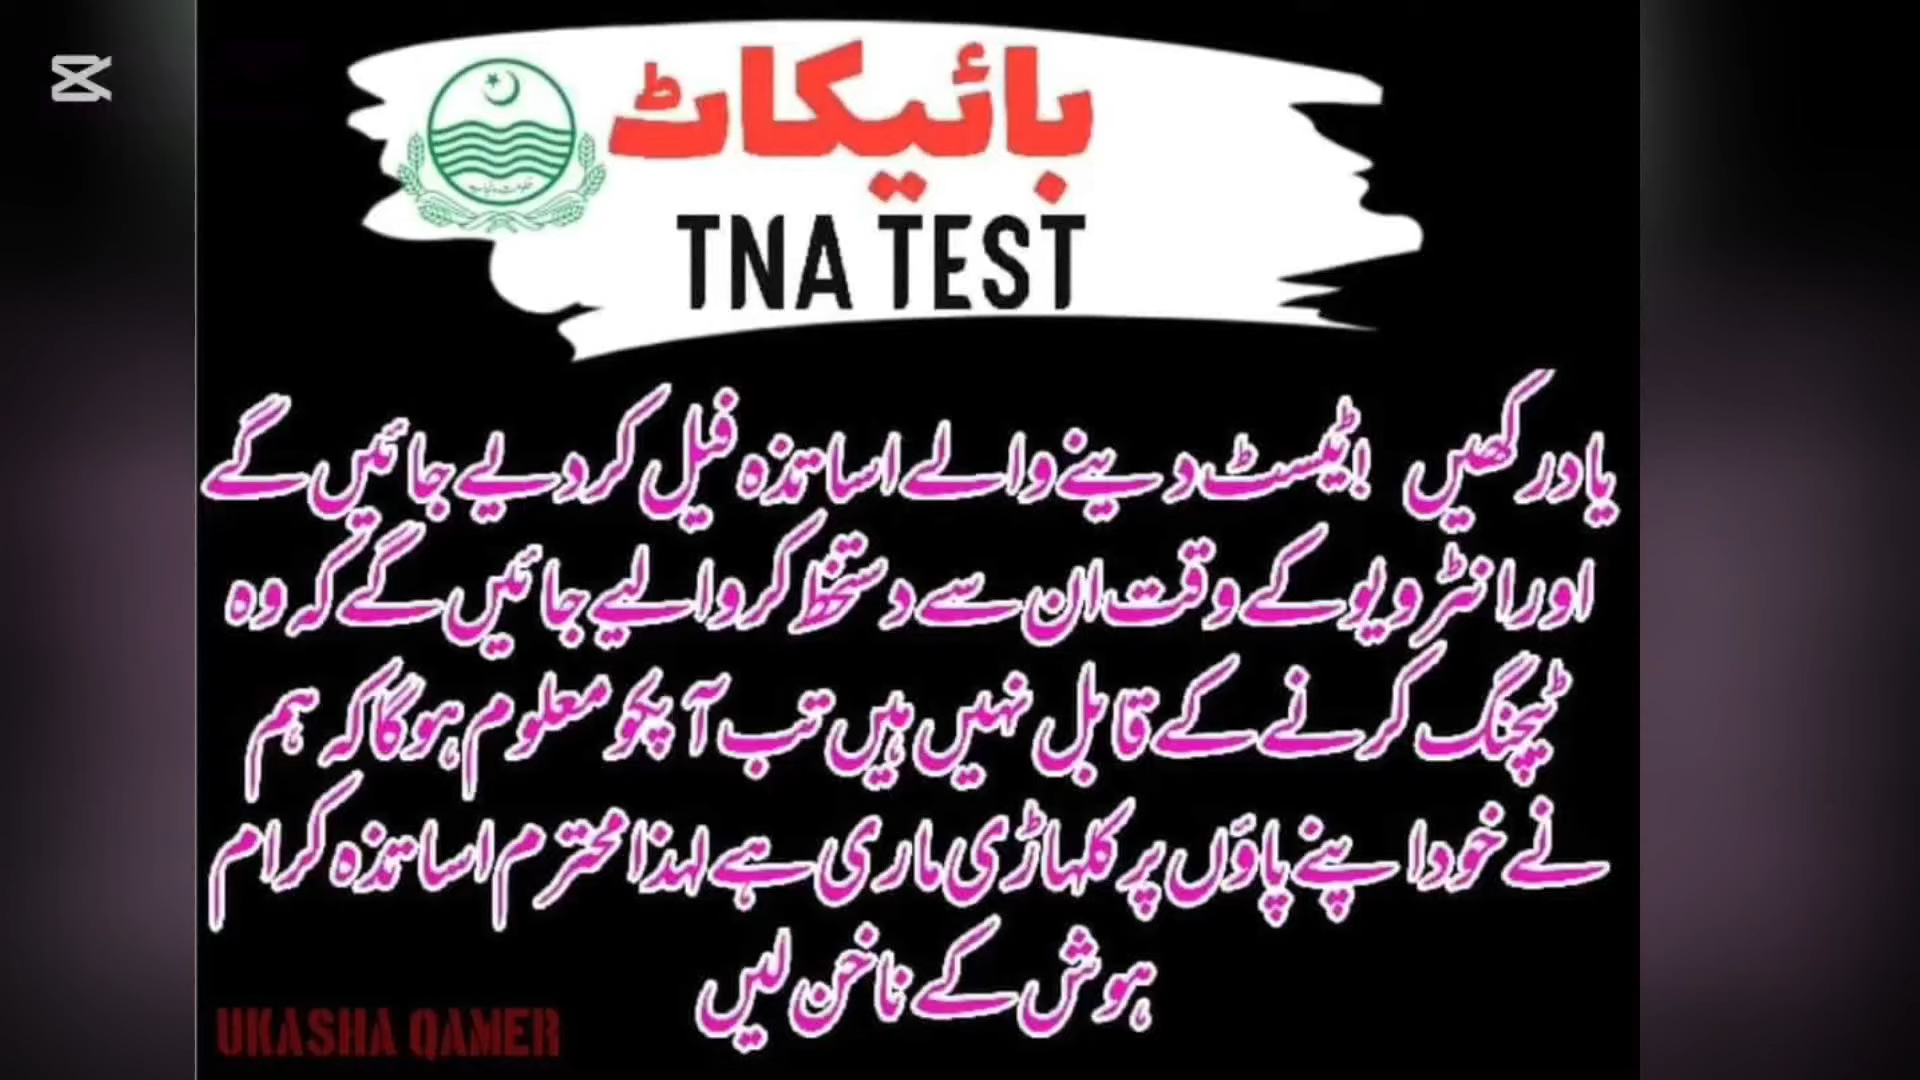 بائیکاٹ
TNA TEST
یاد رکھیں !ٹیسٹ دینے والے اساتذہ فیل کر دیے جائیں گے
اور انٹرویو کے وقت ان سے دستخط کروا لیے جائیں گے کہ وہ
ٹیچنگ کرنے کے قابل نہیں ہیں تب آپکو معلوم ہو گا کہ ہم
نے خود اپنے پاؤں پر کلہاڑی ماری ہے لہذا محترم اساتذہ کرام
ہوش کے ناخن لیں
UKASHA QAMER